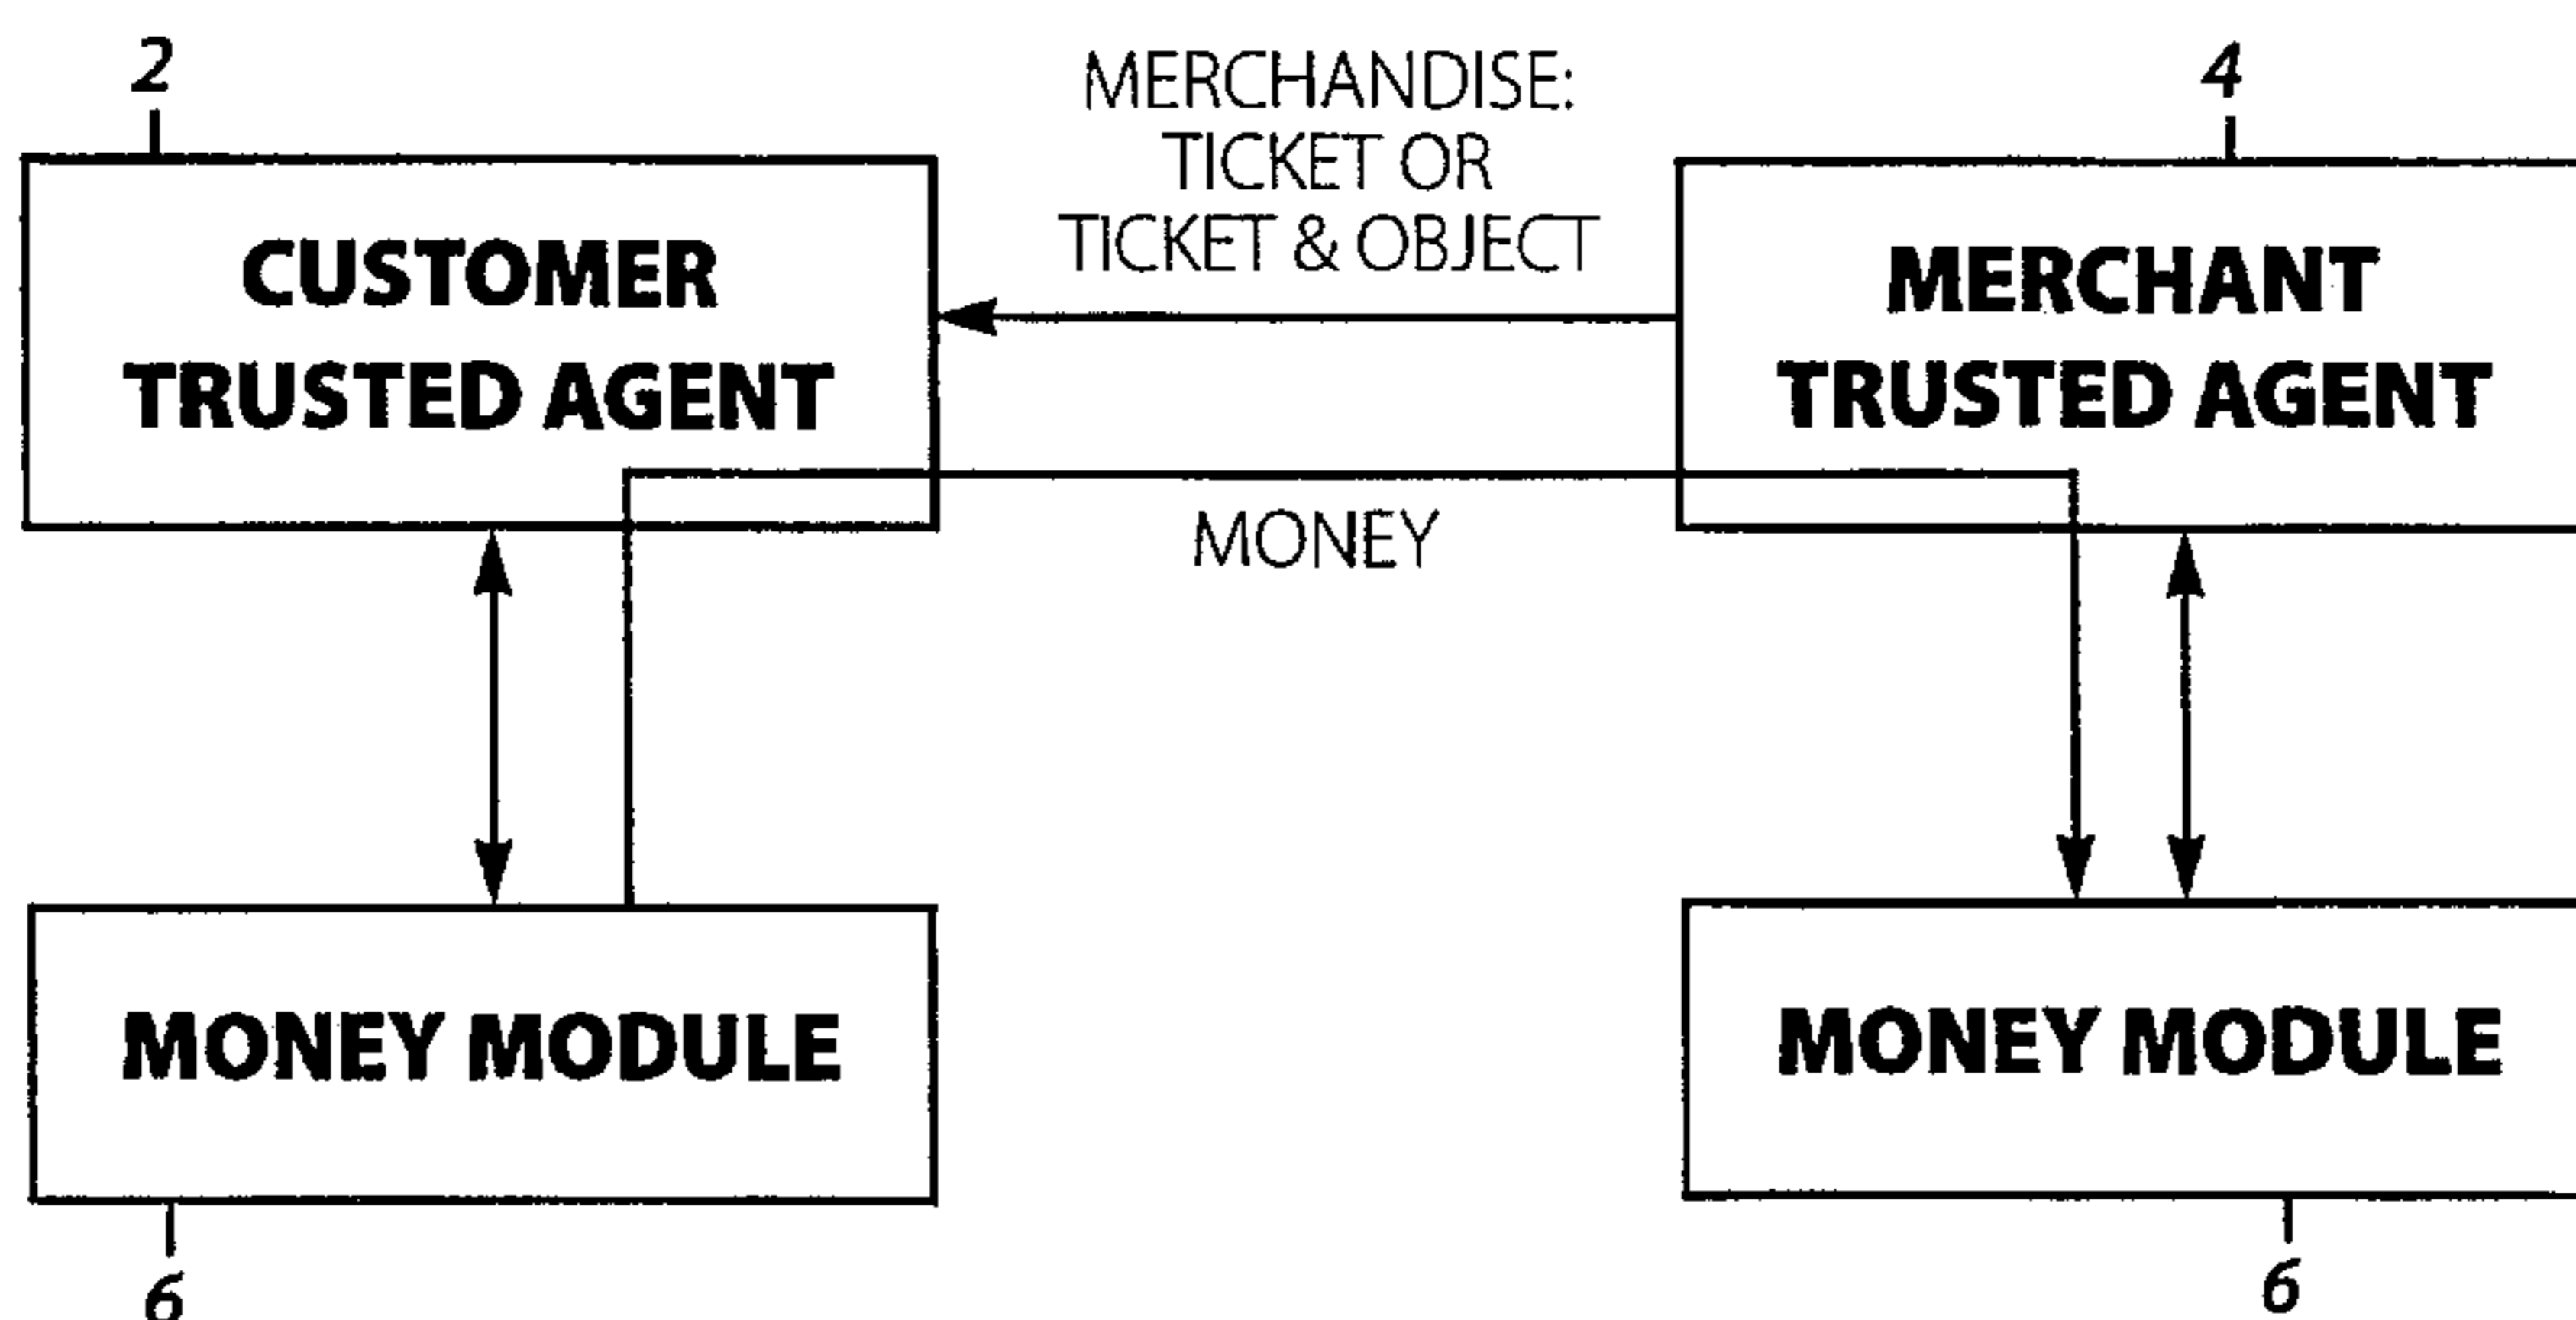 2
4
MERCHANDISE:
TICKET OR
TICKET & OBJECT
CUSTOMER
TRUSTED AGENT
MERCHANT
TRUSTED AGENT
MONEY
MONEY MODULE
MONEY MODULE
6
6